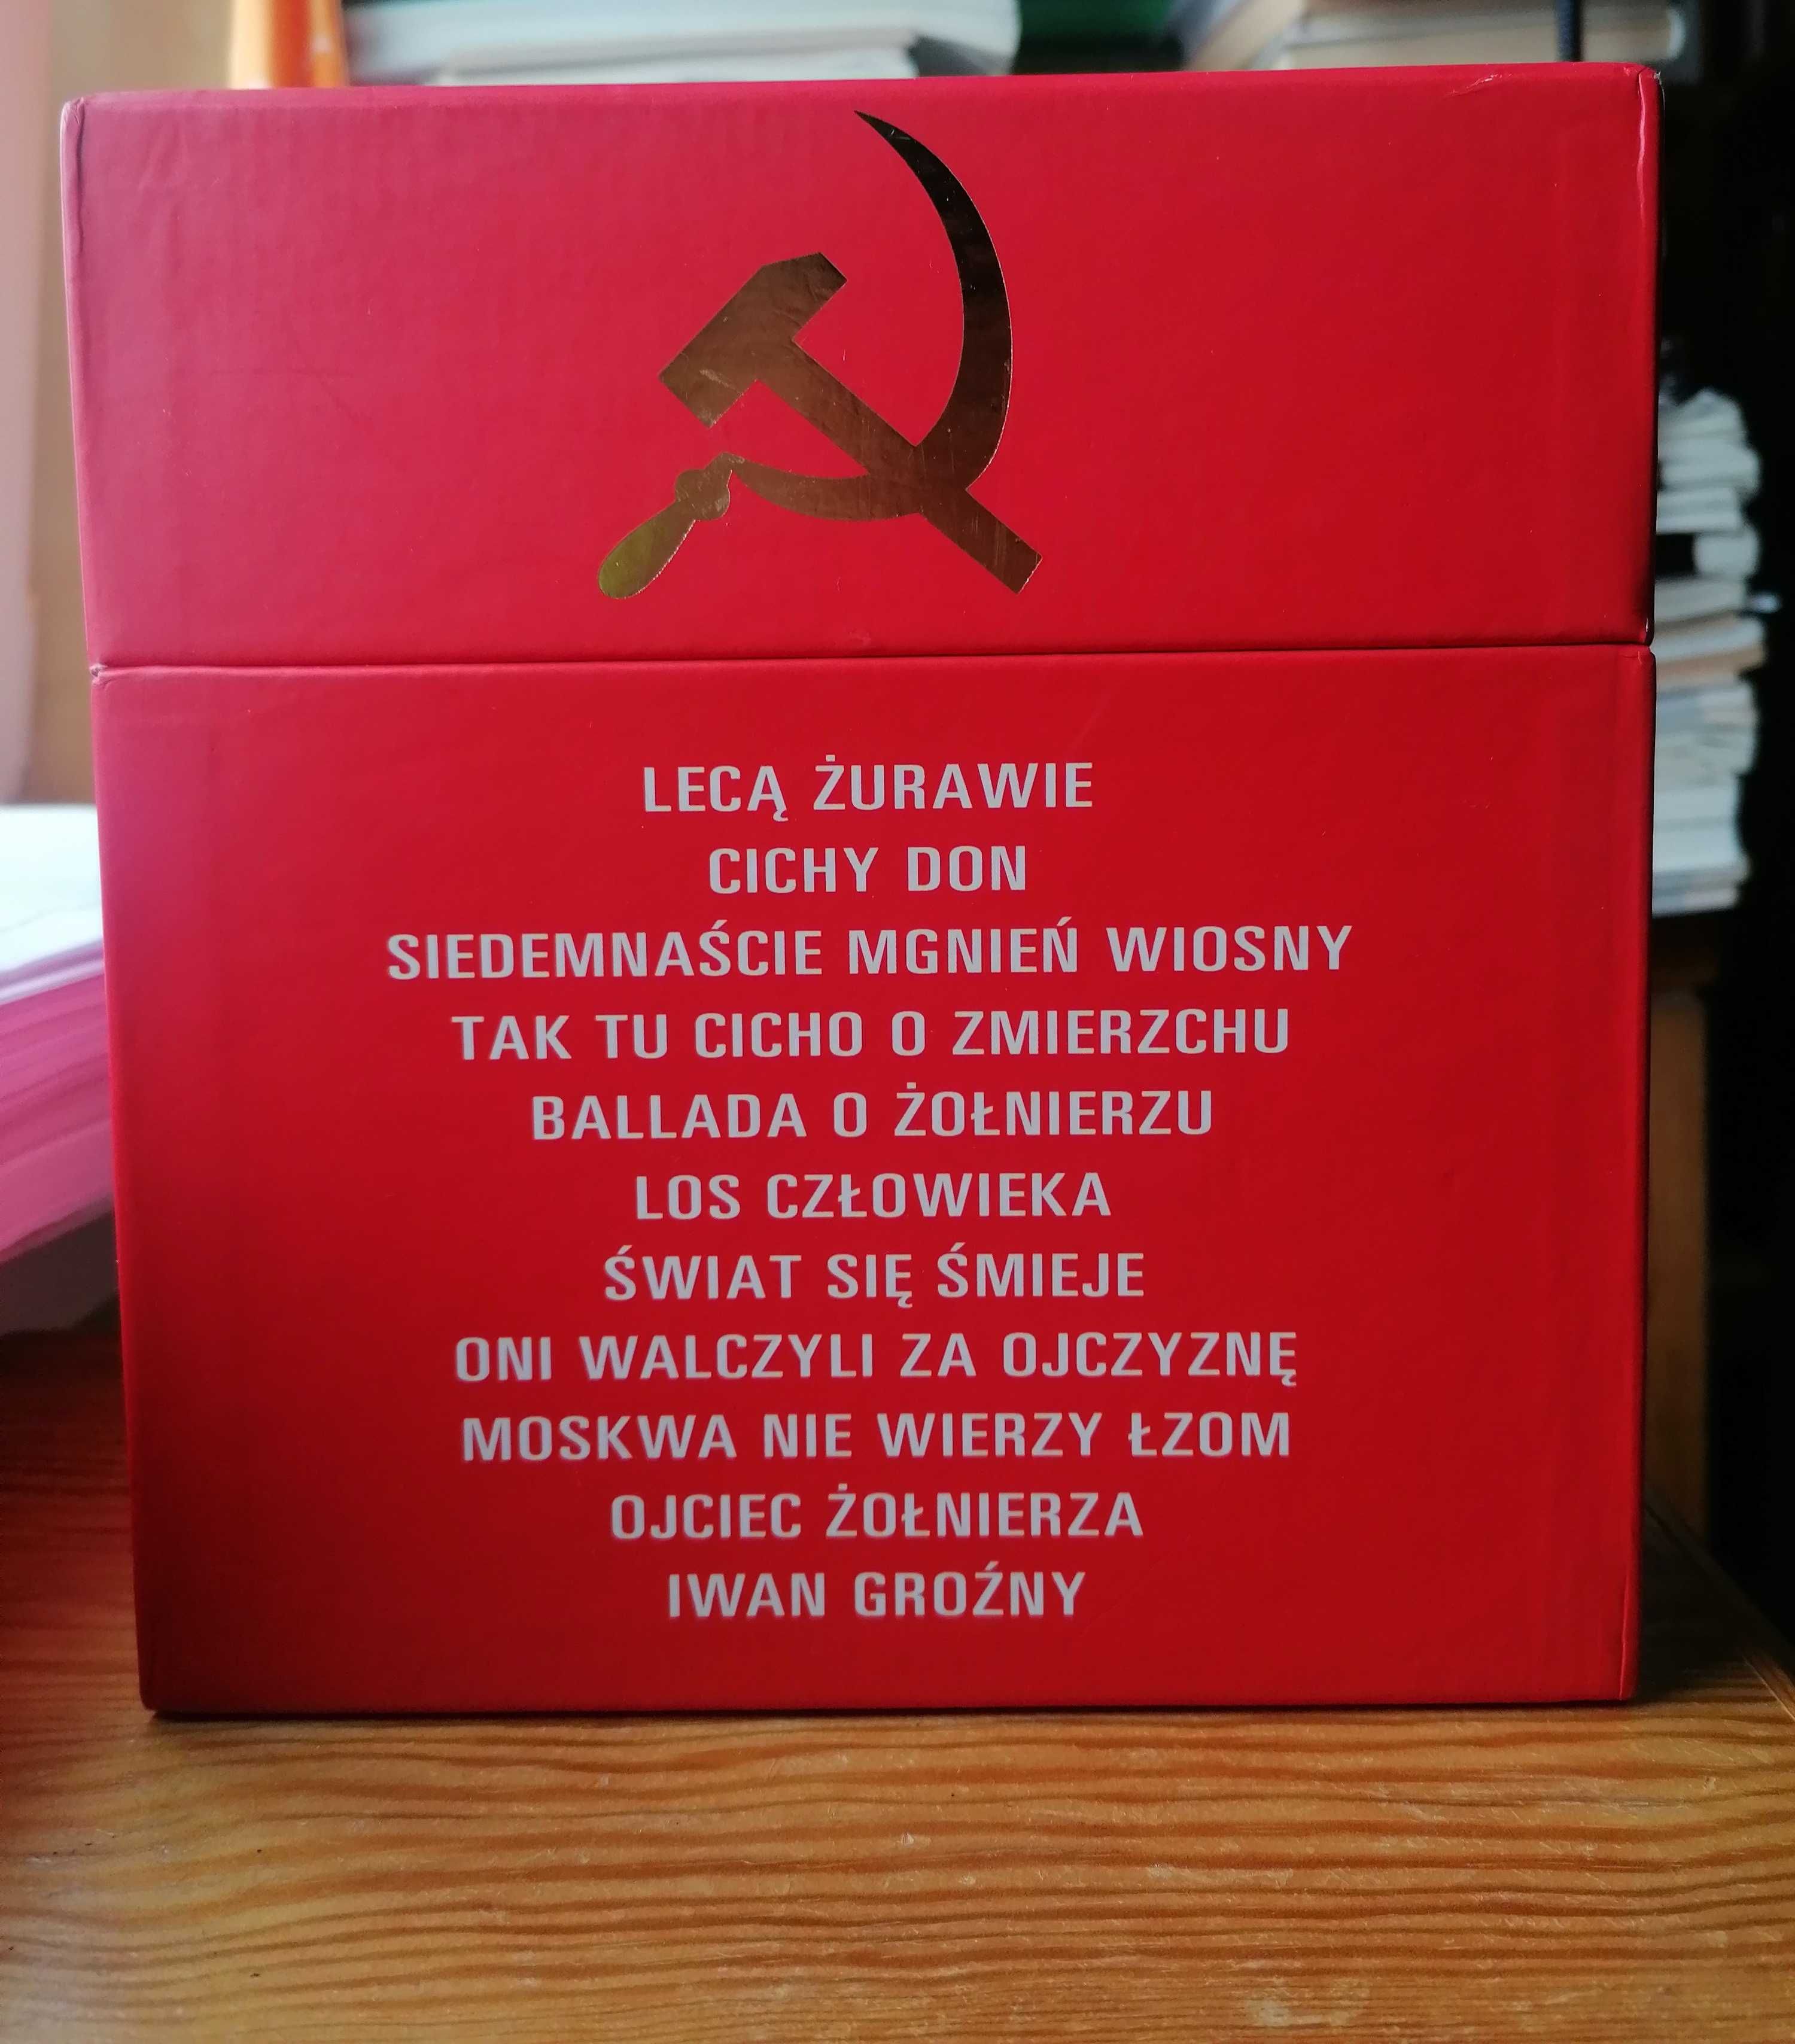 LECĄ ŻURAWIE
CICHY DON
SIEDEMNAŚCIE MGNIEŃ WIOSNY
TAK TU CICHO O ZMIERZCHU
BALLADA O ŻOŁNIERZU
LOS CZŁOWIEKA
ŚWIAT SIĘ ŚMIEJE
ONI WALCZYLI ZA OJCZYZNĘ
MOSKWA NIE WIERZY ŁZOM
OJCIEC ŻOŁNIERZA
IWAN GROŹNY